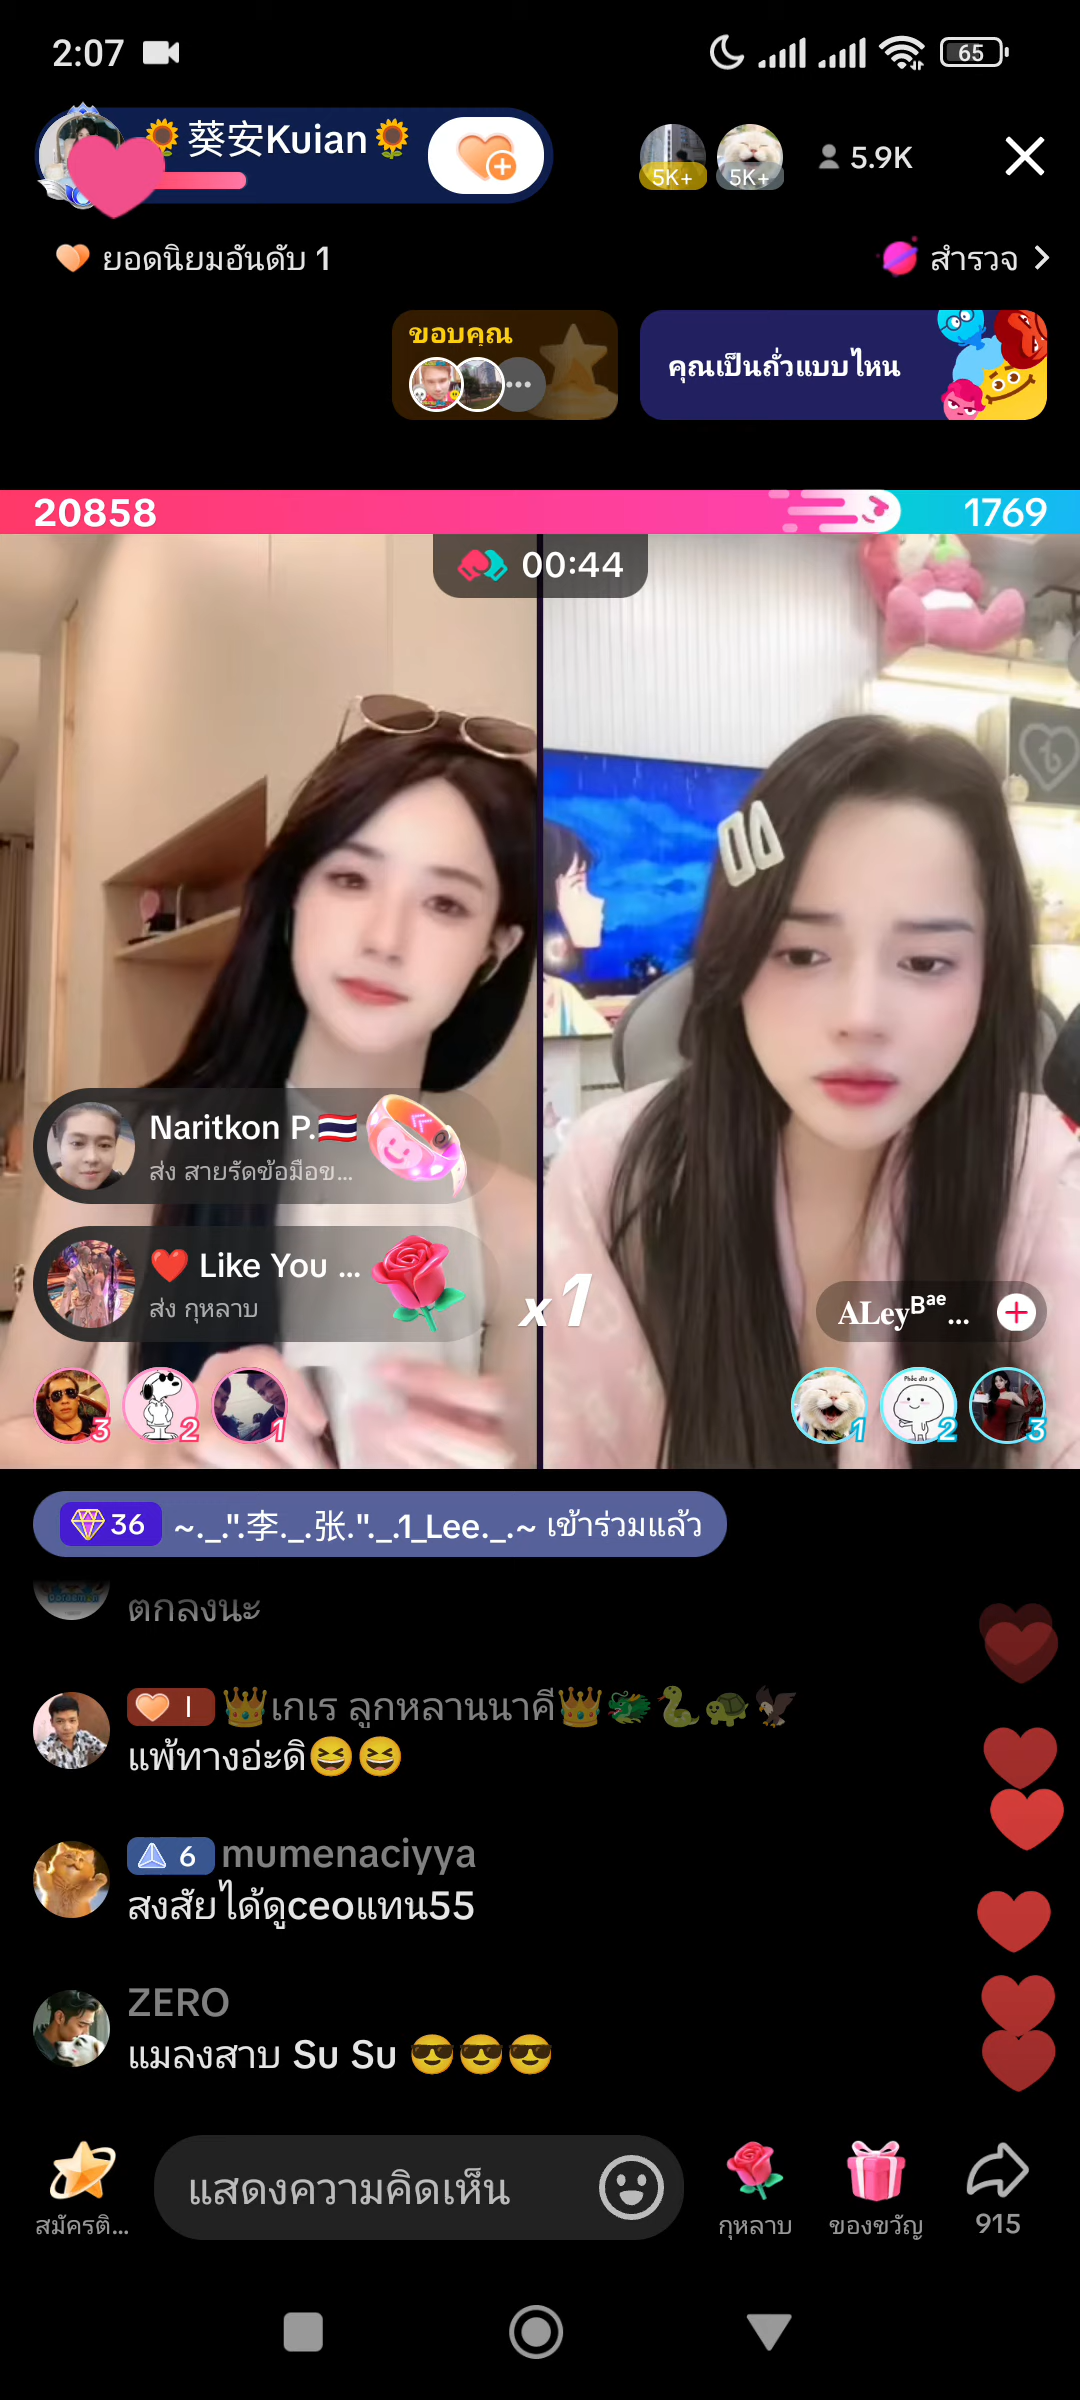 2:07
65
🌻葵安Kuian🌻
5K+
5K+
5.9K
ยอดนิยมอันดับ 1
สำรวจ
ขอบคุณ
คุณเป็นถั่วแบบไหน
20858
1769
00:44
Naritkon P.🇹🇭
ส่ง สายรัดข้อมือข...
❤️ Like You ...
ส่ง กุหลาบ
x1
ALeyᴮᵃᵉ...
3
2
1
1
2
3
36 ~._.".李._.张."._.1_Lee._.~ เข้าร่วมแล้ว
ตกลงนะ
I 👑เกเร ลูกหลานนาคี👑🐉🐍🐢🦅
แพ้ทางอ่ะดิ😆😆
6 mumenaciyya
สงสัยได้ดูceoแทน55
ZERO
แมลงสาบ Su Su 😎😎😎
แสดงความคิดเห็น
สมัครติ...
กุหลาบ
ของขวัญ
915